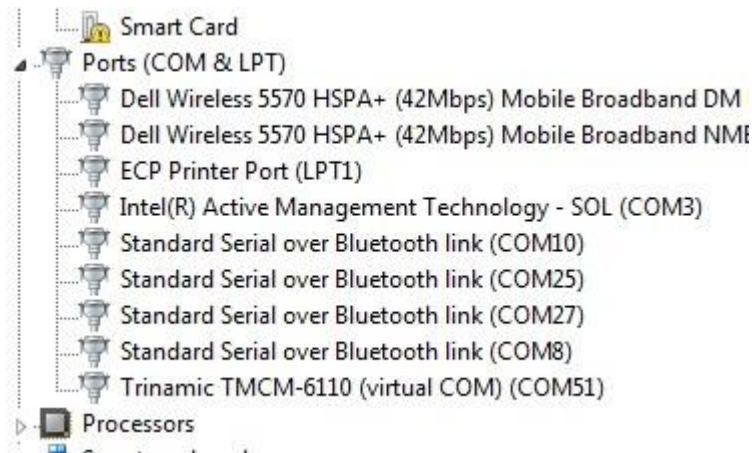 Smart Card
Ports (COM & LPT)
Dell Wireless 5570 HSPA+ (42Mbps) Mobile Broadband DM
Dell Wireless 5570 HSPA+ (42Mbps) Mobile Broadband
ECP Printer Port (LPT1)
Intel(R) Active Management Technology - SOL (COM3)
Standard Serial over Bluetooth link (COM10)
Standard Serial over Bluetooth link (COM25)
Standard Serial over Bluetooth link (COM27)
Standard Serial over Bluetooth link (COM8)
Trinamic TMCM-6110 (virtual COM) (COM51)
Processors